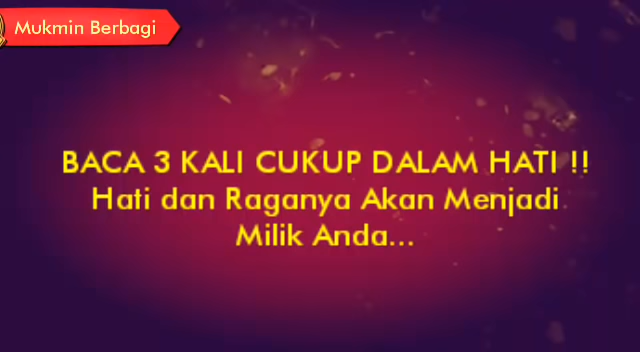 Mukmin Berbagi
BACA 3 KALI CUKUP DALAM HATI !!
Hati dan Raganya Akan Menjadi
Milik Anda...